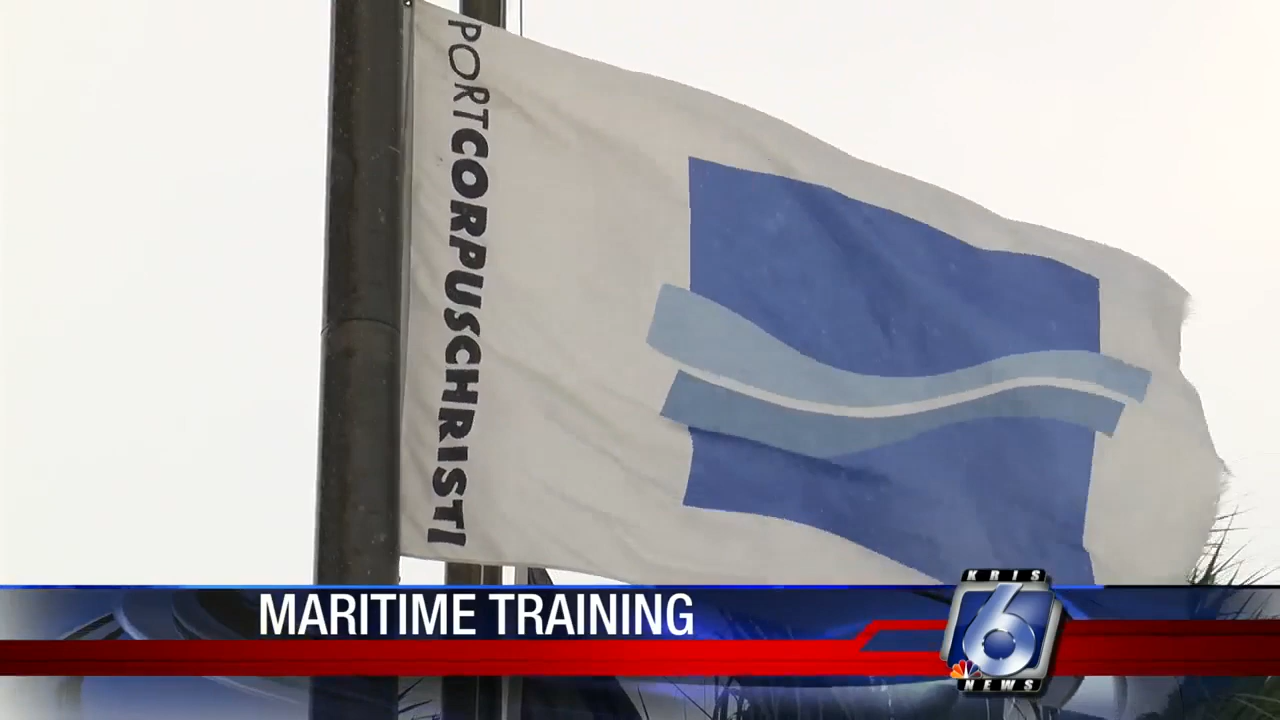 PORTCORPUSCHRISTI
MARITIME TRAINING
KRIS
6
NEWS